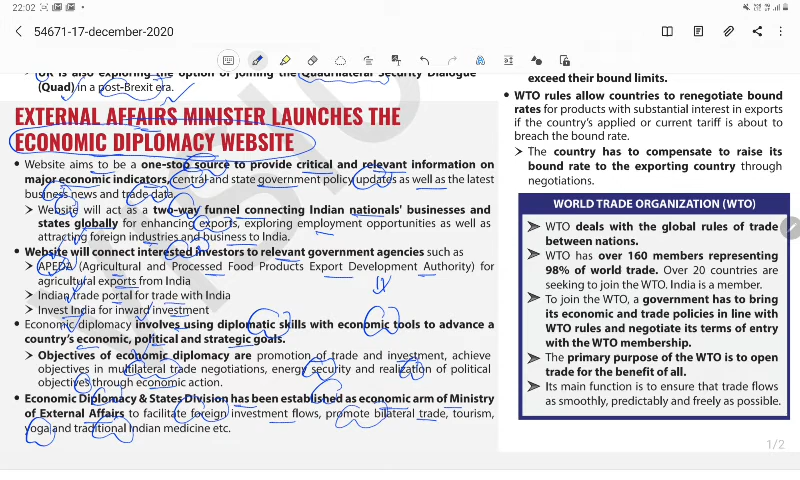 22:02
54671-17-december-2020
UK is also exploring the option of joining the Quadrilateral Security Dialogue
(Quad) in a post-Brexit era.
EXTERNAL AFFAIRS MINISTER LAUNCHES THE
ECONOMIC DIPLOMACY WEBSITE
• Website aims to be a one-stop source to provide critical and relevant information on
major economic indicators, central and state government policy updates as well as the latest
business news and trade data.
➢ Website will act as a two-way funnel connecting Indian nationals' businesses and
states globally for enhancing exports, exploring employment opportunities as well as
attracting foreign industries and business to India.
• Website will connect interested investors to relevant government agencies such as
➢ APEDA (Agricultural and Processed Food Products Export Development Authority) for
agricultural exports from India
➢ Indian trade portal for trade with India
➢ Invest India for inward investment
• Economic diplomacy involves using diplomatic skills with economic tools to advance a
country's economic, political and strategic goals.
➢ Objectives of economic diplomacy are promotion of trade and investment, achieve
objectives in multilateral trade negotiations, energy security and realization of political
objectives through economic action.
• Economic Diplomacy & States Division has been established as economic arm of Ministry
of External Affairs to facilitate foreign investment flows, promote bilateral trade, tourism,
yoga and traditional Indian medicine etc.
exceed their bound limits.
• WTO rules allow countries to renegotiate bound
rates for products with substantial interest in exports
if the country's applied or current tariff is about to
breach the bound rate.
➢ The country has to compensate to raise its
bound rate to the exporting country through
negotiations.
WORLD TRADE ORGANIZATION (WTO)
➢ WTO deals with the global rules of trade
between nations.
➢ WTO has over 160 members representing
98% of world trade. Over 20 countries are
seeking to join the WTO. India is a member.
➢ To join the WTO, a government has to bring
its economic and trade policies in line with
WTO rules and negotiate its terms of entry
with the WTO membership.
➢ The primary purpose of the WTO is to open
trade for the benefit of all.
➢ Its main function is to ensure that trade flows
as smoothly, predictably and freely as possible.
1/2